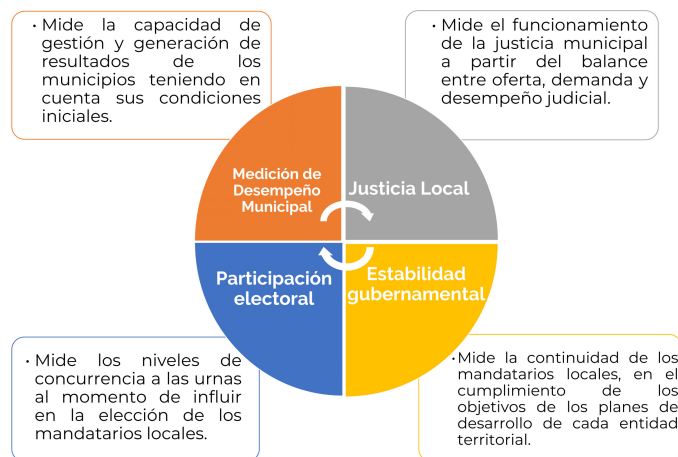 · Mide la capacidad de
gestión y generación de
resultados de los
municipios teniendo en
cuenta sus condiciones
iniciales.
· Mide el funcionamiento
de la justicia municipal
a partir del balance
entre oferta, demanda y
desempeño judicial.
Medición de
Desempeño
Municipal
Justicia Local
Participación
electoral
Estabilidad
gubernamental
· Mide los niveles de
concurrencia a las urnas
al momento de influir
en la elección de los
mandatarios locales.
· Mide la continuidad de los
mandatarios locales, en el
cumplimiento de los
objetivos de los planes de
desarrollo de cada entidad
territorial.